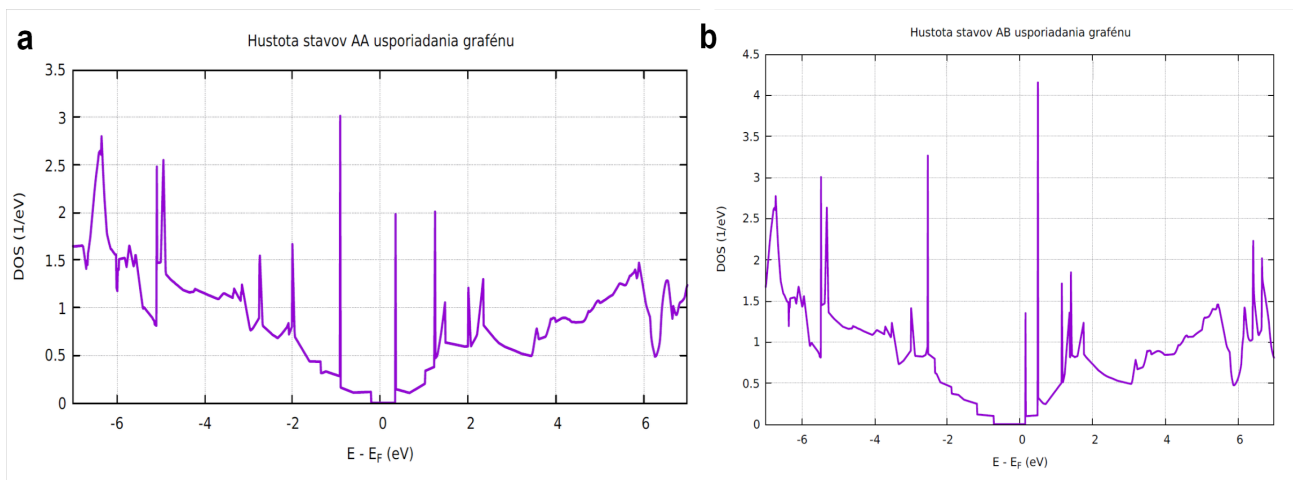 a
Hustota stavov AA usporiadania grafénu
3.5
3
2.5
2
1.5
1
0.5
0
DOS (1/eV)
-6 -4 -2 0 2 4 6
E - E_F (eV)
b
Hustota stavov AB usporiadania grafénu
4.5
4
3.5
3
2.5
2
1.5
1
0.5
0
DOS (1/eV)
-6 -4 -2 0 2 4 6
E - E_F (eV)